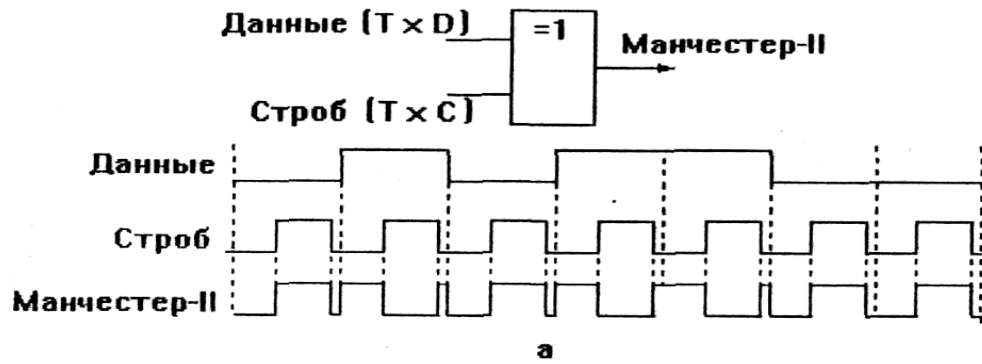 Данные (T × D)
=1
Манчестер-II
Строб (T × C)
Данные
Строб
Манчестер-II
а